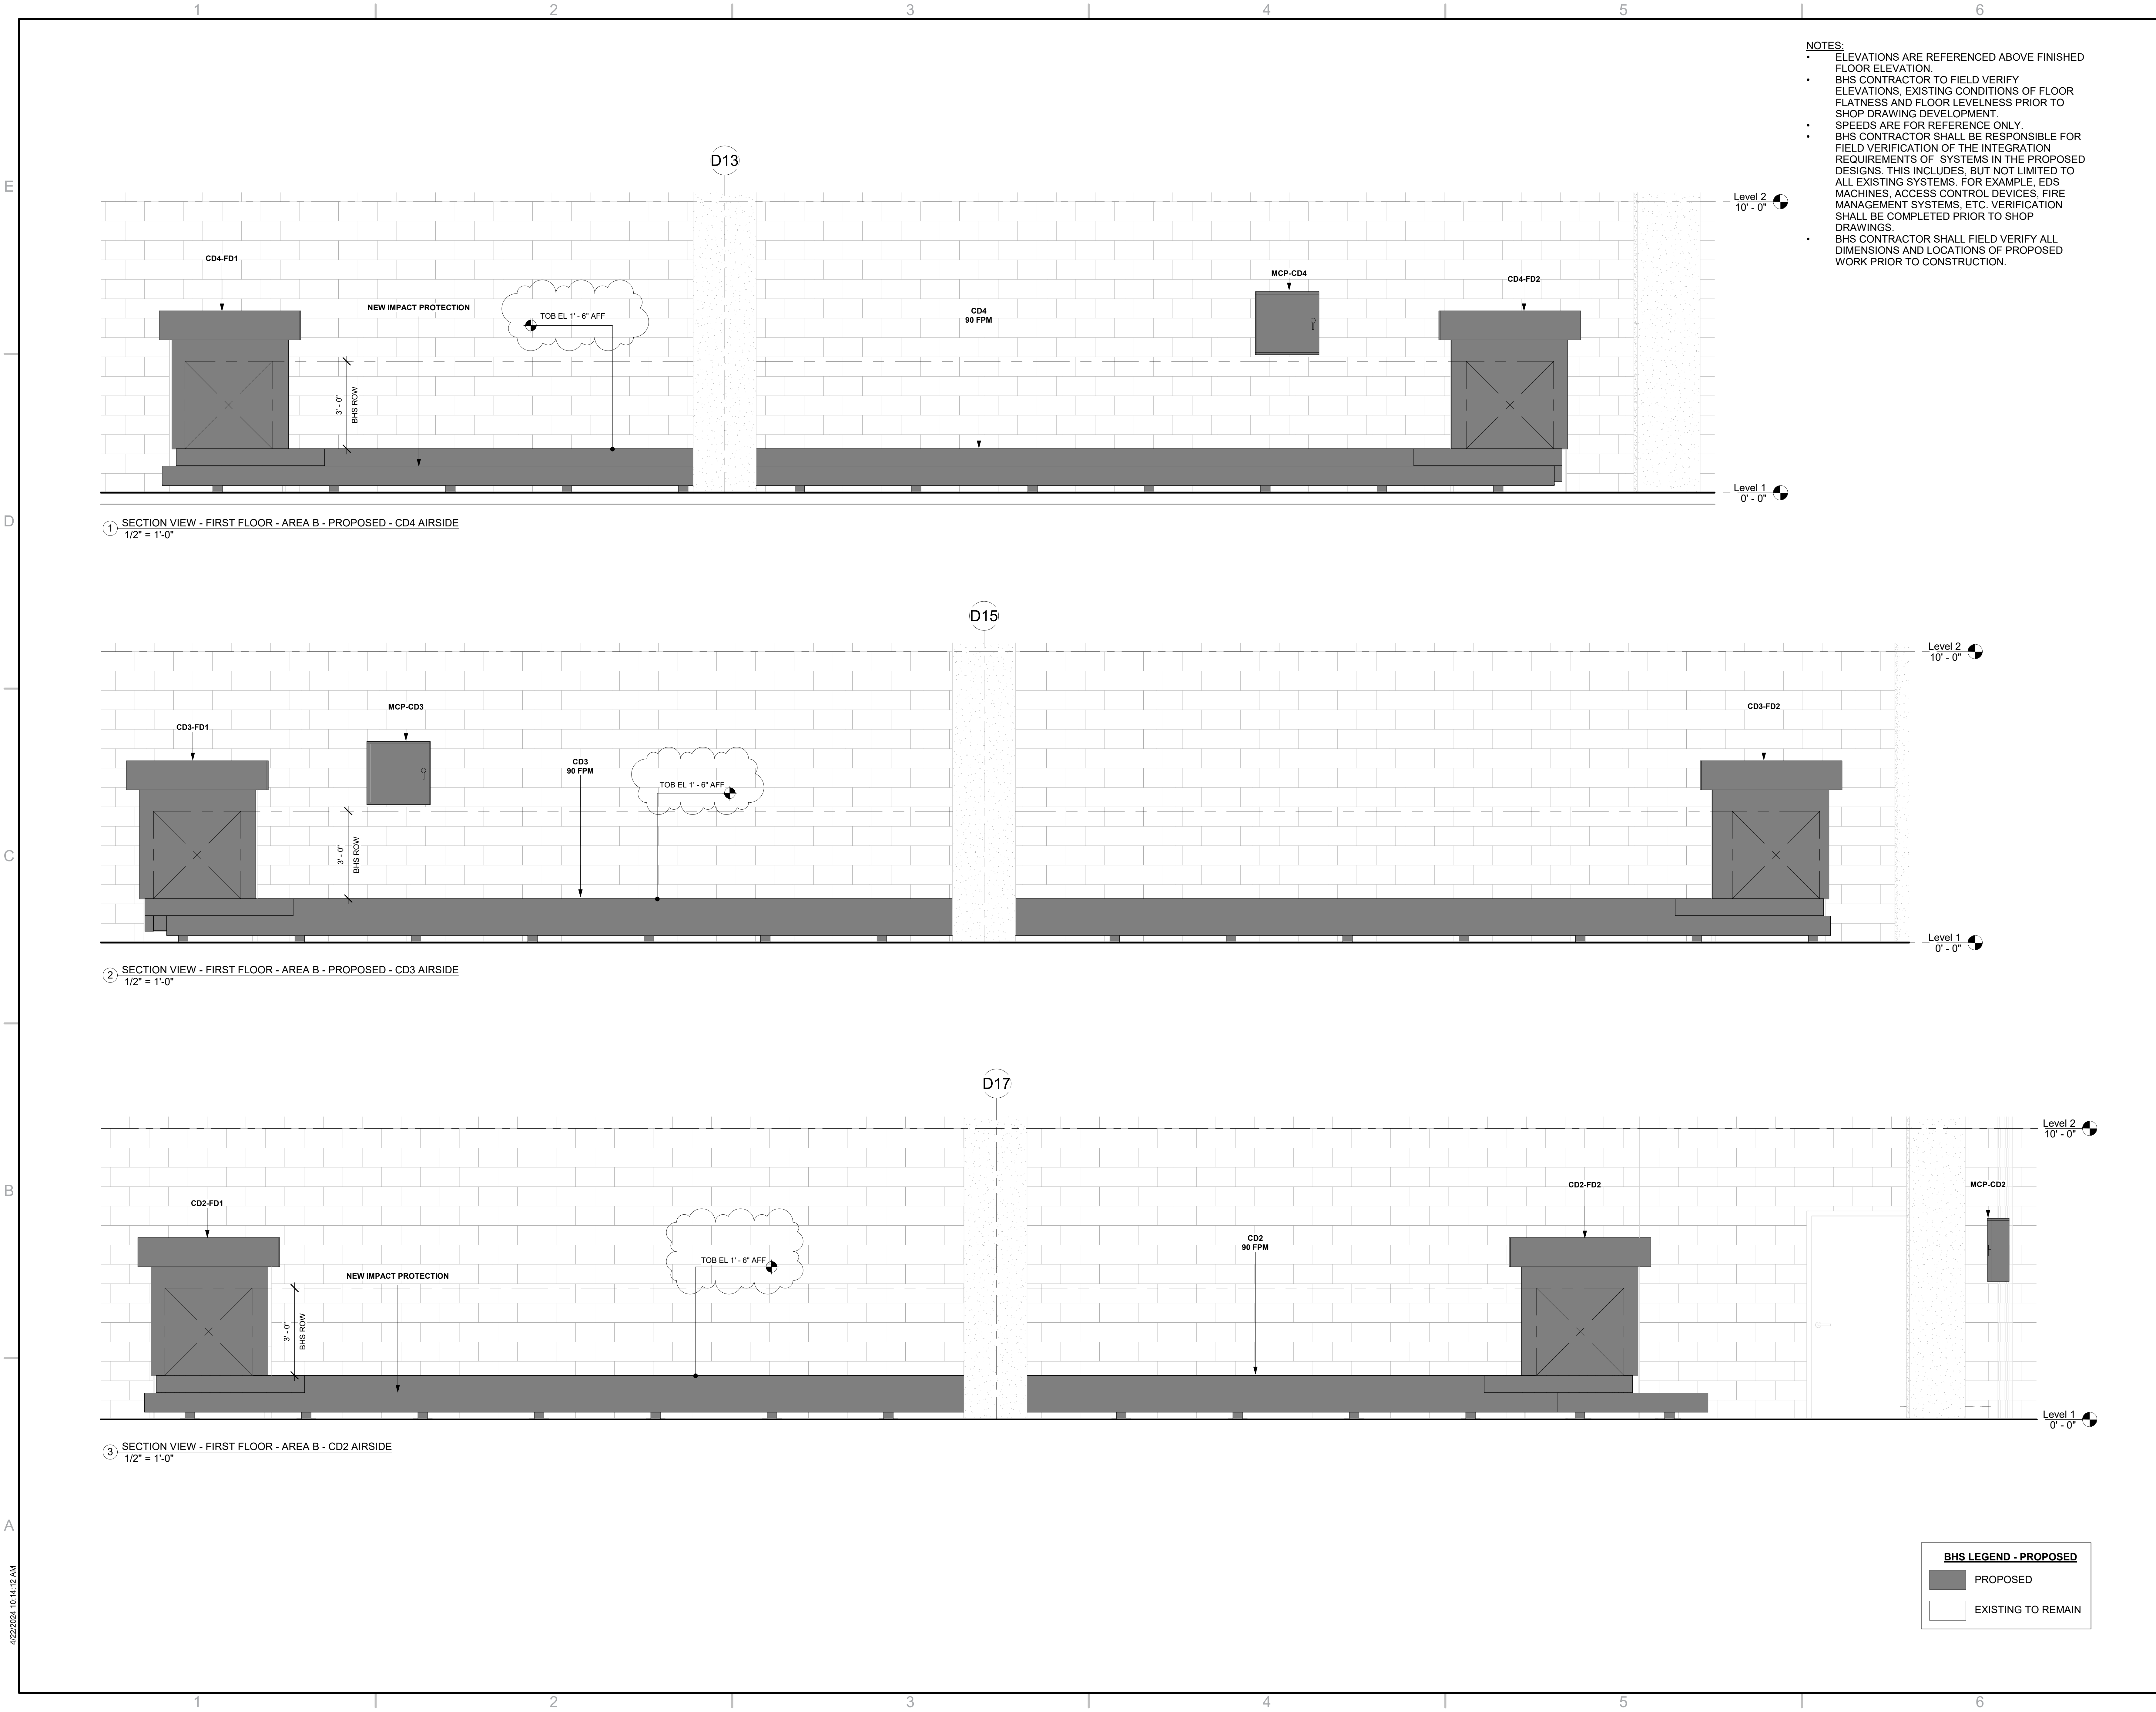 1 2 3 4 5 6
NOTES:
• ELEVATIONS ARE REFERENCED ABOVE FINISHED
FLOOR ELEVATION.
• BHS CONTRACTOR TO FIELD VERIFY
ELEVATIONS, EXISTING CONDITIONS OF FLOOR
FLATNESS AND FLOOR LEVELNESS PRIOR TO
SHOP DRAWING DEVELOPMENT.
• SPEEDS ARE FOR REFERENCE ONLY.
• BHS CONTRACTOR SHALL BE RESPONSIBLE FOR
FIELD VERIFICATION OF THE INTEGRATION
REQUIREMENTS OF SYSTEMS IN THE PROPOSED
DESIGNS. THIS INCLUDES, BUT NOT LIMITED TO
ALL EXISTING SYSTEMS. FOR EXAMPLE, EDS
MACHINES, ACCESS CONTROL DEVICES, FIRE
MANAGEMENT SYSTEMS, ETC. VERIFICATION
SHALL BE COMPLETED PRIOR TO SHOP
DRAWINGS.
• BHS CONTRACTOR SHALL FIELD VERIFY ALL
DIMENSIONS AND LOCATIONS OF PROPOSED
WORK PRIOR TO CONSTRUCTION.
E
D13
Level 2
10' - 0"
CD4-FD1
NEW IMPACT PROTECTION
TOB EL 1' - 6" AFF
CD4
90 FPM
MCP-CD4
CD4-FD2
3' - 0"
BHS ROW
Level 1
0' - 0"
D
1 SECTION VIEW - FIRST FLOOR - AREA B - PROPOSED - CD4 AIRSIDE
1/2" = 1'-0"
D15
Level 2
10' - 0"
CD3-FD1
MCP-CD3
CD3
90 FPM
TOB EL 1' - 6" AFF
CD3-FD2
3' - 0"
BHS ROW
C
Level 1
0' - 0"
2 SECTION VIEW - FIRST FLOOR - AREA B - PROPOSED - CD3 AIRSIDE
1/2" = 1'-0"
D17
Level 2
10' - 0"
B
CD2-FD1
NEW IMPACT PROTECTION
TOB EL 1' - 6" AFF
CD2
90 FPM
CD2-FD2
MCP-CD2
3' - 0"
BHS ROW
Level 1
0' - 0"
3 SECTION VIEW - FIRST FLOOR - AREA B - CD2 AIRSIDE
1/2" = 1'-0"
A
BHS LEGEND - PROPOSED
PROPOSED
EXISTING TO REMAIN
4/22/2024 10:14:12 AM
1 2 3 4 5 6